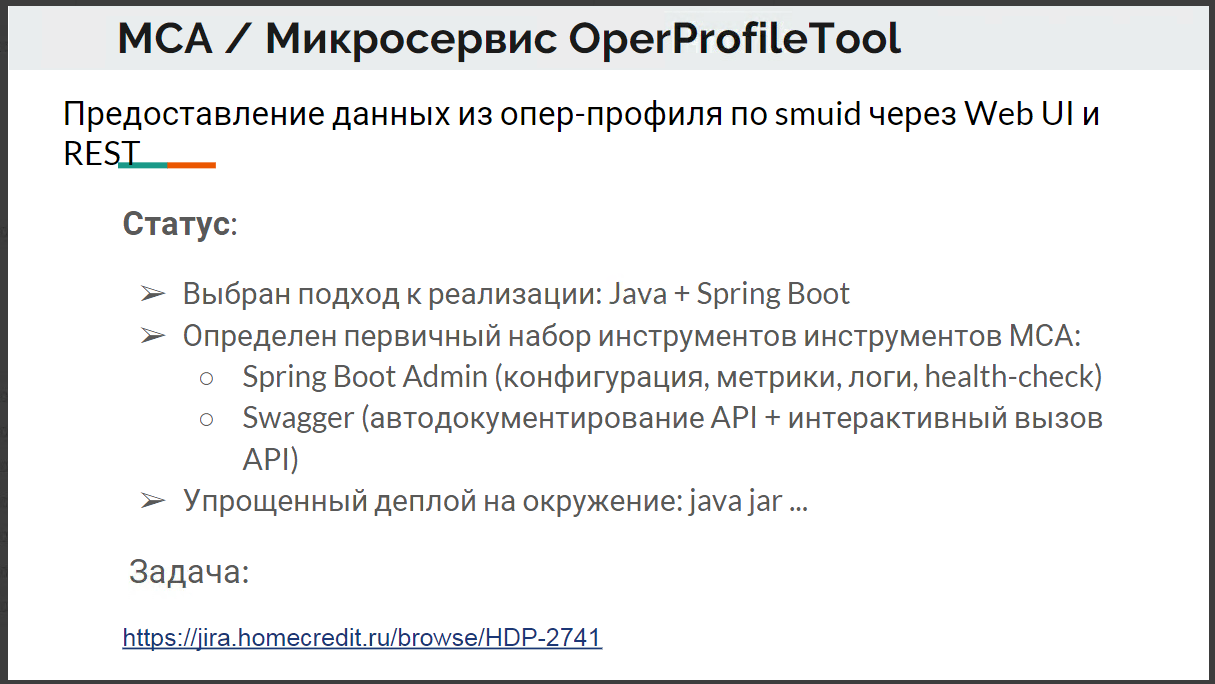 МСА / Микросервис OperProfileTool
Предоставление данных из опер-профиля по smuid через Web UI и
REST
Статус:
➢ Выбран подход к реализации: Java + Spring Boot
➢ Определен первичный набор инструментов инструментов МСА:
○ Spring Boot Admin (конфигурация, метрики, логи, health-check)
○ Swagger (автодокументирование API + интерактивный вызов
API)
➢ Упрощенный деплой на окружение: java jar ...
Задача:
https://jira.homecredit.ru/browse/HDP-2741